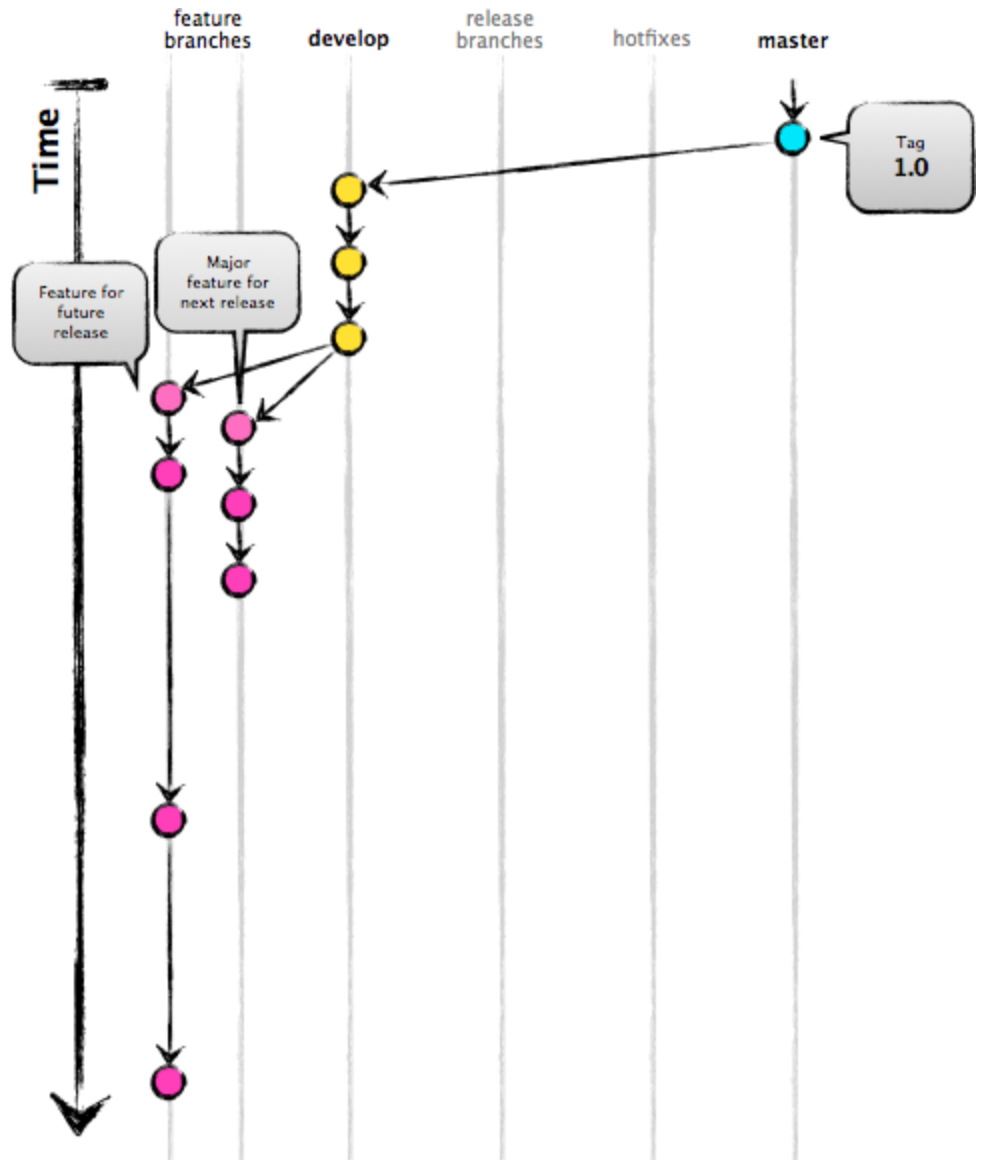 feature
branches
develop
release
branches
hotfixes
master
Time
Tag
1.0
Major
feature for
next release
Feature for
future
release